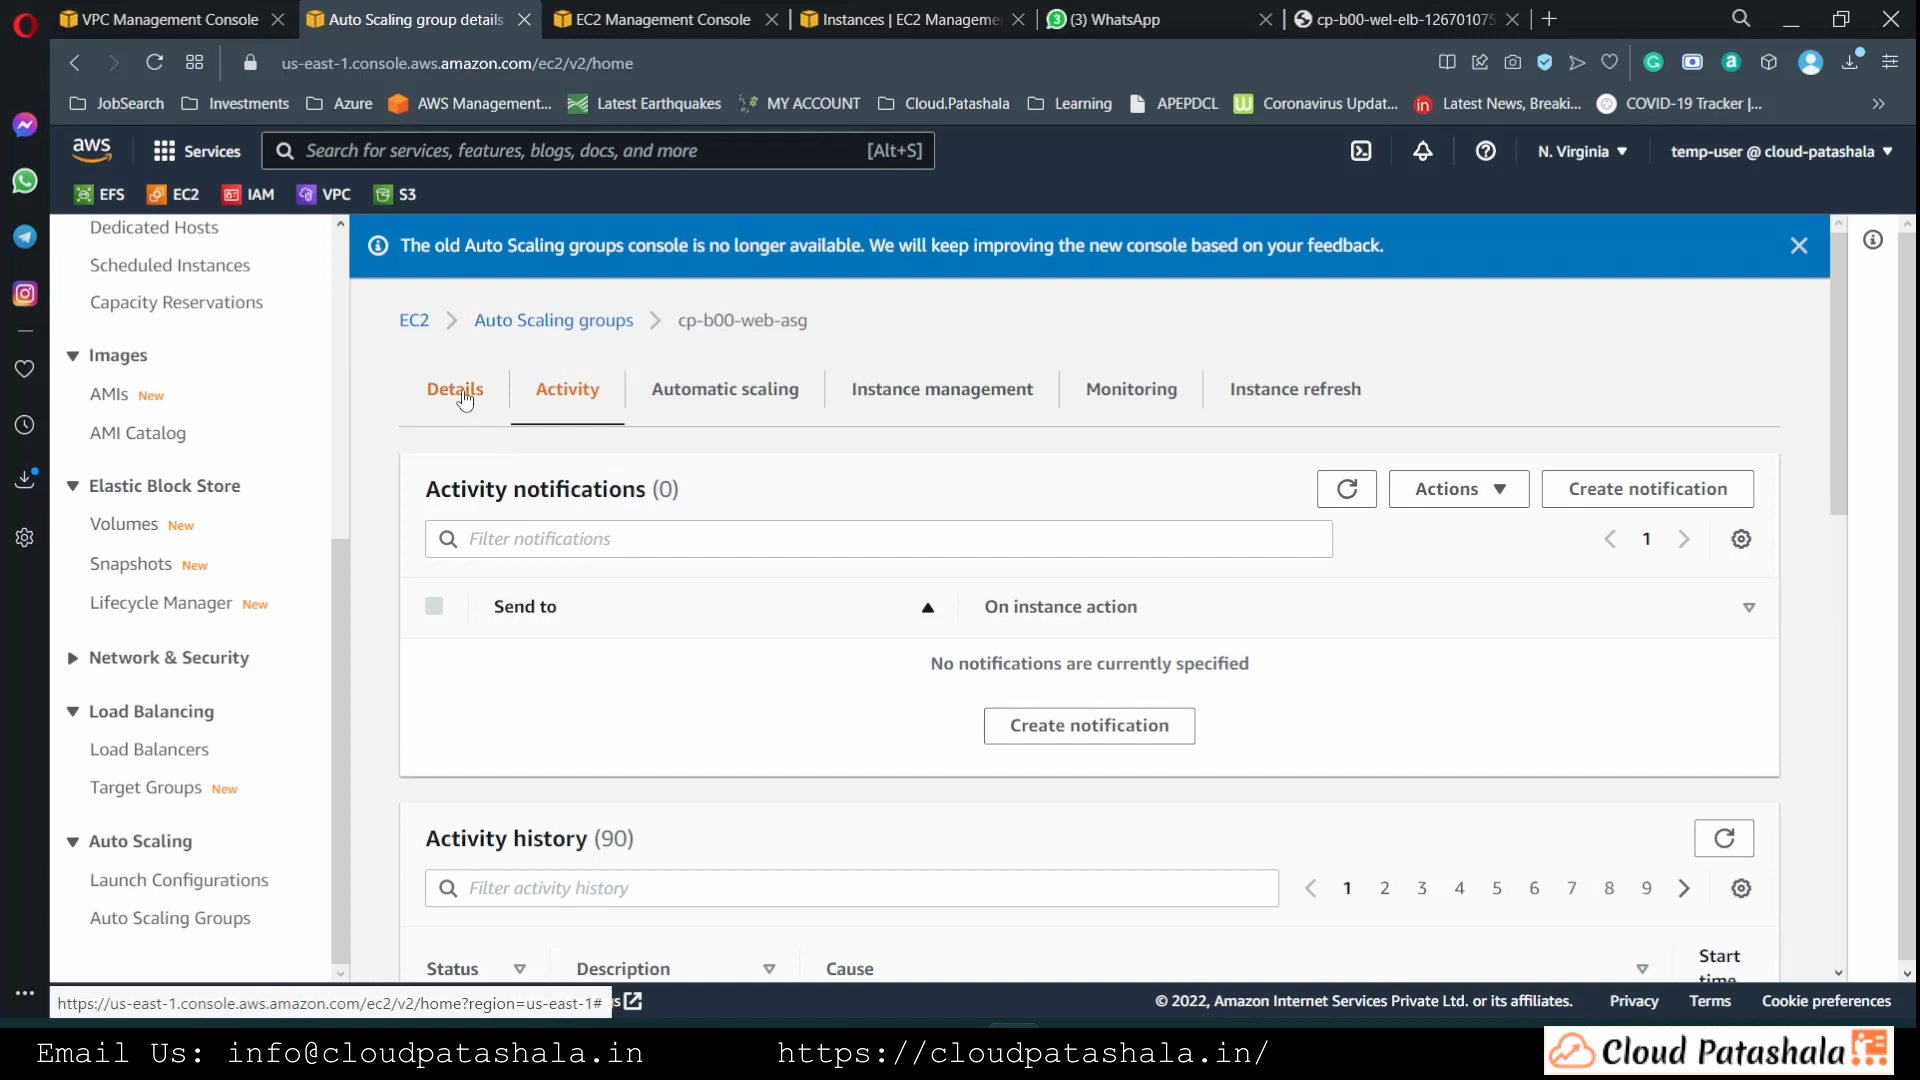 VPC Management Console
Auto Scaling group details
EC2 Management Console
Instances | EC2 Manageme
(3) WhatsApp
cp-b00-wel-elb-126701075
us-east-1.console.aws.amazon.com/ec2/v2/home
JobSearch
Investments
Azure
AWS Management...
Latest Earthquakes
MY ACCOUNT
Cloud.Patashala
Learning
APEPDCL
Coronavirus Updat...
Latest News, Breaki...
COVID-19 Tracker |...
aws
Services
Search for services, features, blogs, docs, and more
[Alt+S]
N. Virginia
temp-user @ cloud-patashala
EFS
EC2
IAM
VPC
S3
Dedicated Hosts
Scheduled Instances
Capacity Reservations
Images
AMIs New
AMI Catalog
Elastic Block Store
Volumes New
Snapshots New
Lifecycle Manager New
Network & Security
Load Balancing
Load Balancers
Target Groups New
Auto Scaling
Launch Configurations
Auto Scaling Groups
The old Auto Scaling groups console is no longer available. We will keep improving the new console based on your feedback.
EC2
Auto Scaling groups
cp-b00-web-asg
Details
Activity
Automatic scaling
Instance management
Monitoring
Instance refresh
Activity notifications (0)
Actions
Create notification
Filter notifications
1
Send to
On instance action
No notifications are currently specified
Create notification
Activity history (90)
Filter activity history
1 2 3 4 5 6 7 8 9
Status
Description
Cause
Start
time
https://us-east-1.console.aws.amazon.com/ec2/v2/home?region=us-east-1#
© 2022, Amazon Internet Services Private Ltd. or its affiliates.
Privacy
Terms
Cookie preferences
Email Us: info@cloudpatashala.in
https://cloudpatashala.in/
Cloud Patashala